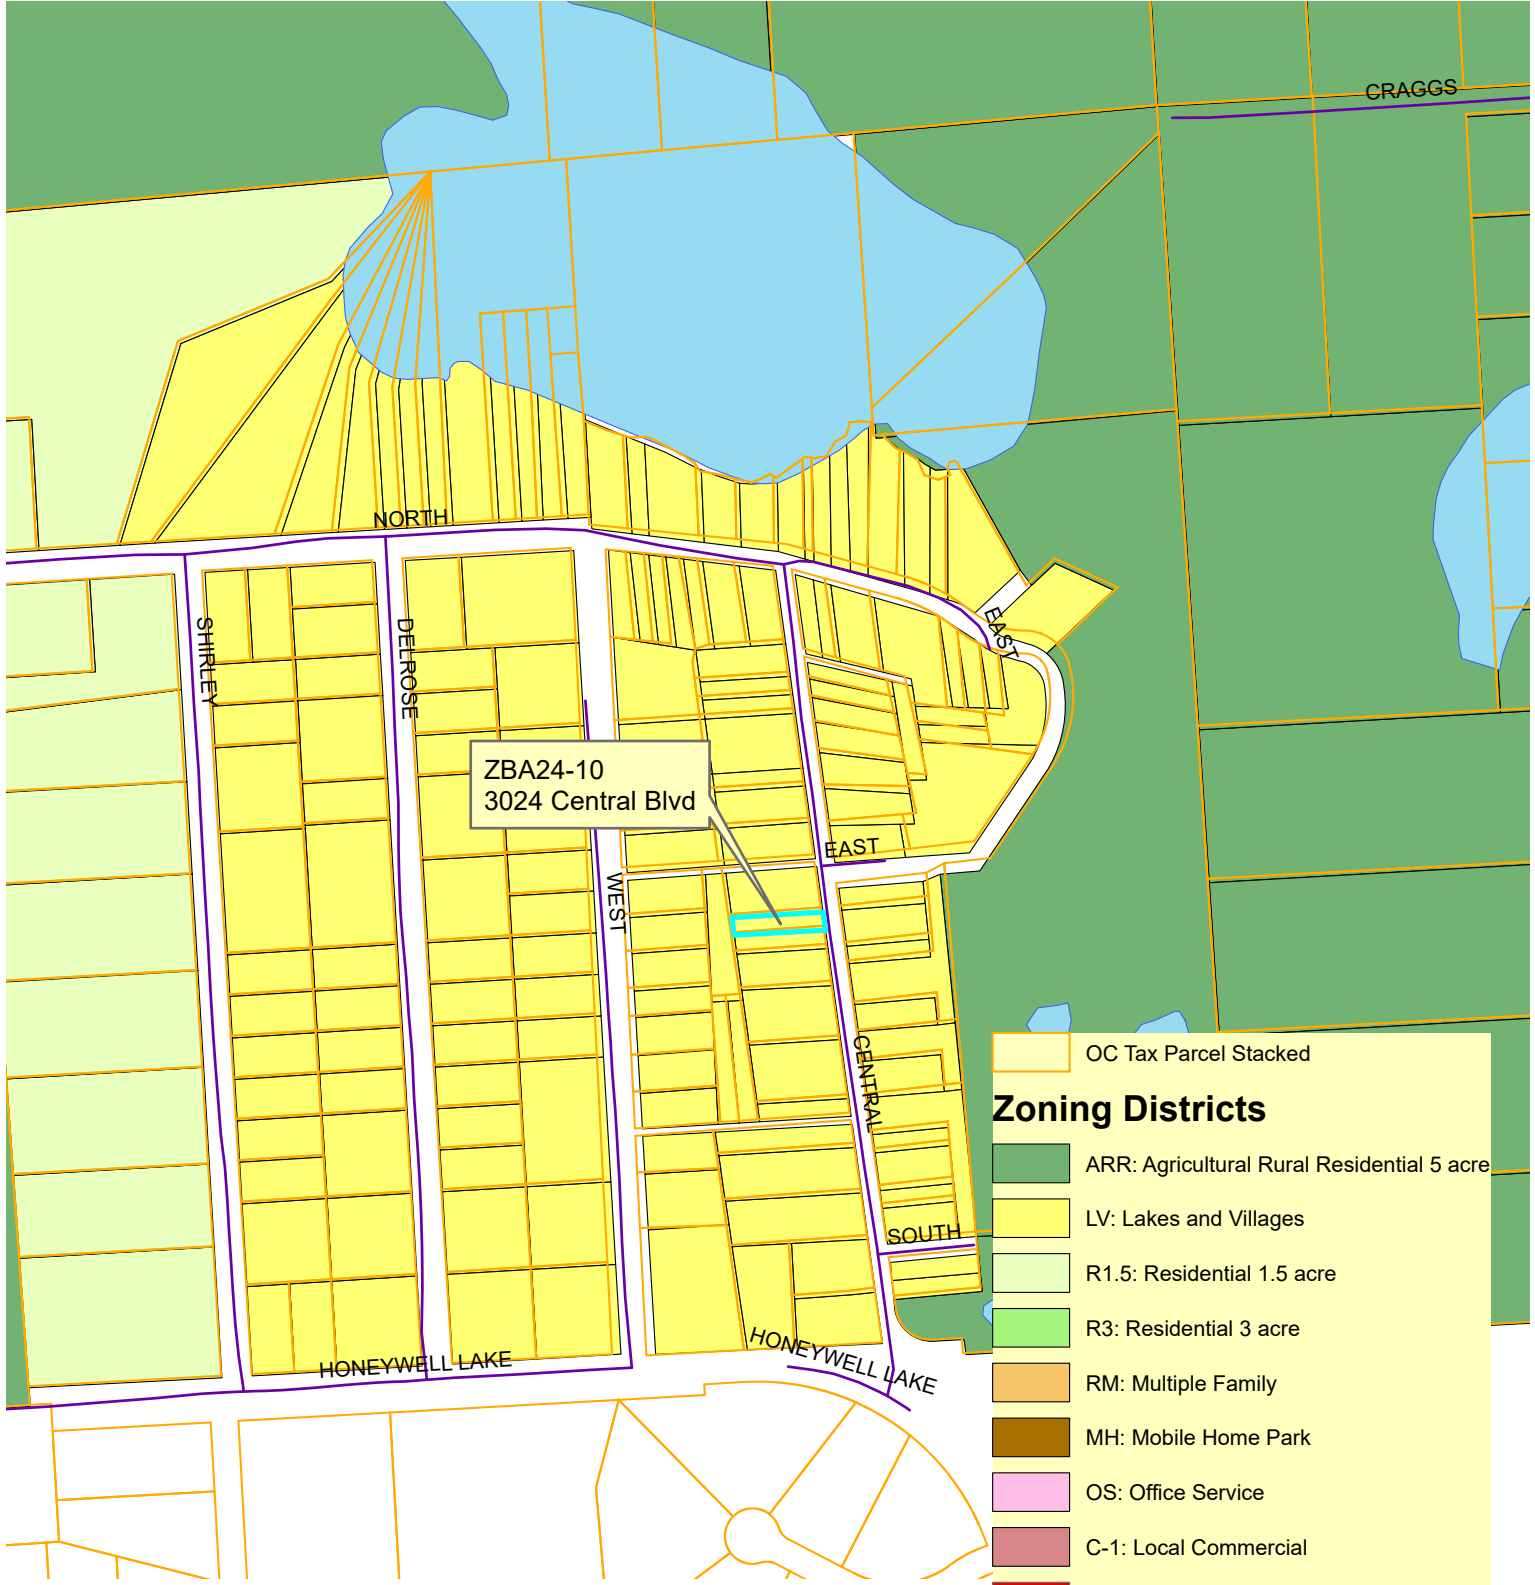 CRAGGS
NORTH
SHIRLEY
DELROSE
EAST
ZBA24-10
3024 Central Blvd
EAST
WEST
CENTRAL
SOUTH
HONEYWELL LAKE
HONEYWELL LAKE
OC Tax Parcel Stacked
Zoning Districts
ARR: Agricultural Rural Residential 5 acre
LV: Lakes and Villages
R1.5: Residential 1.5 acre
R3: Residential 3 acre
RM: Multiple Family
MH: Mobile Home Park
OS: Office Service
C-1: Local Commercial